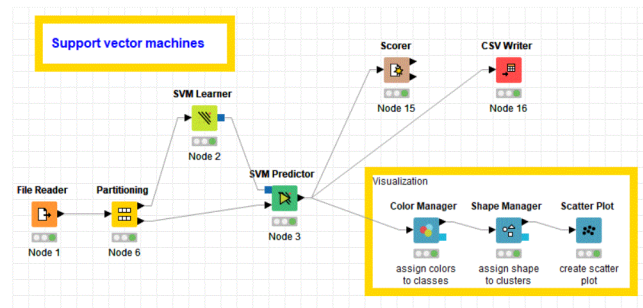 Support vector machines
Scorer
CSV Writer
Node 15
Node 16
SVM Learner
Node 2
SVM Predictor
Node 3
File Reader
Partitioning
Node 1
Node 6
Visualization
Color Manager
Shape Manager
Scatter Plot
assign colors
to classes
assign shape
to clusters
create scatter
plot